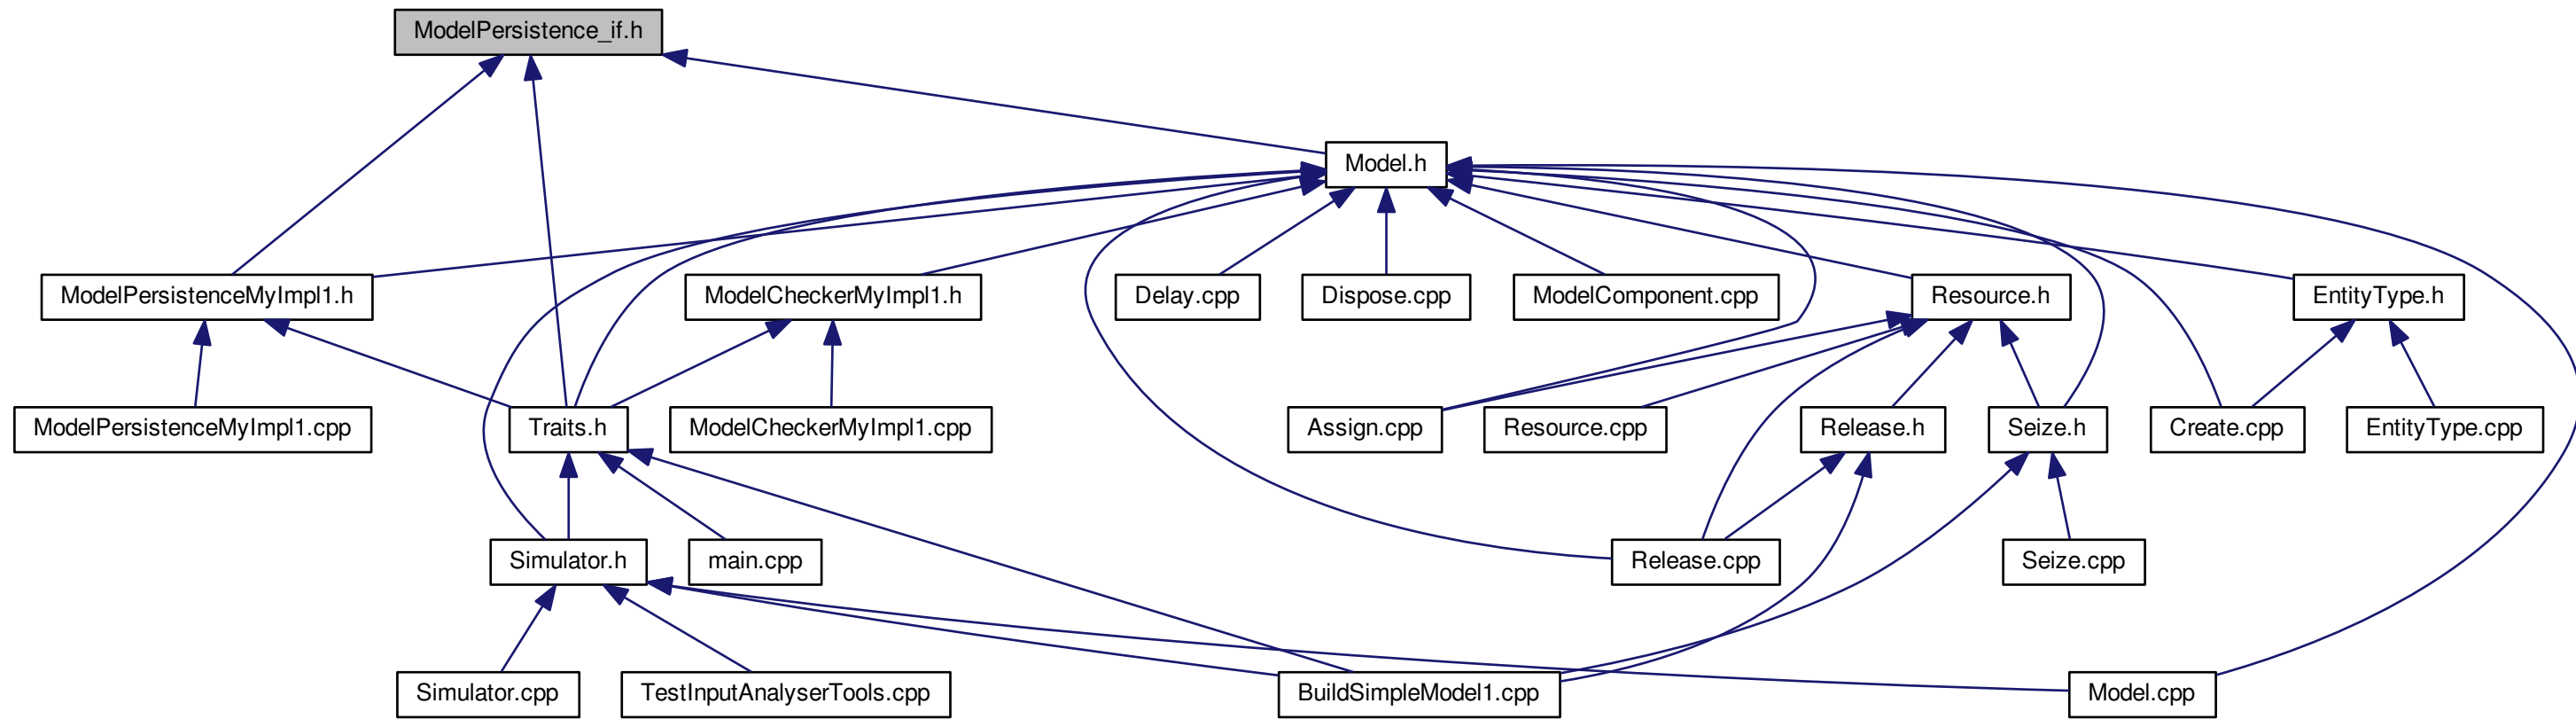 ModelPersistence_if.h
Model.h
ModelPersistenceMyImpl1.h
ModelCheckerMyImpl1.h
Delay.cpp
Dispose.cpp
ModelComponent.cpp
Resource.h
EntityType.h
ModelPersistenceMyImpl1.cpp
Traits.h
ModelCheckerMyImpl1.cpp
Assign.cpp
Resource.cpp
Release.h
Seize.h
Create.cpp
EntityType.cpp
Simulator.h
main.cpp
Release.cpp
Seize.cpp
Simulator.cpp
TestInputAnalyserTools.cpp
BuildSimpleModel1.cpp
Model.cpp